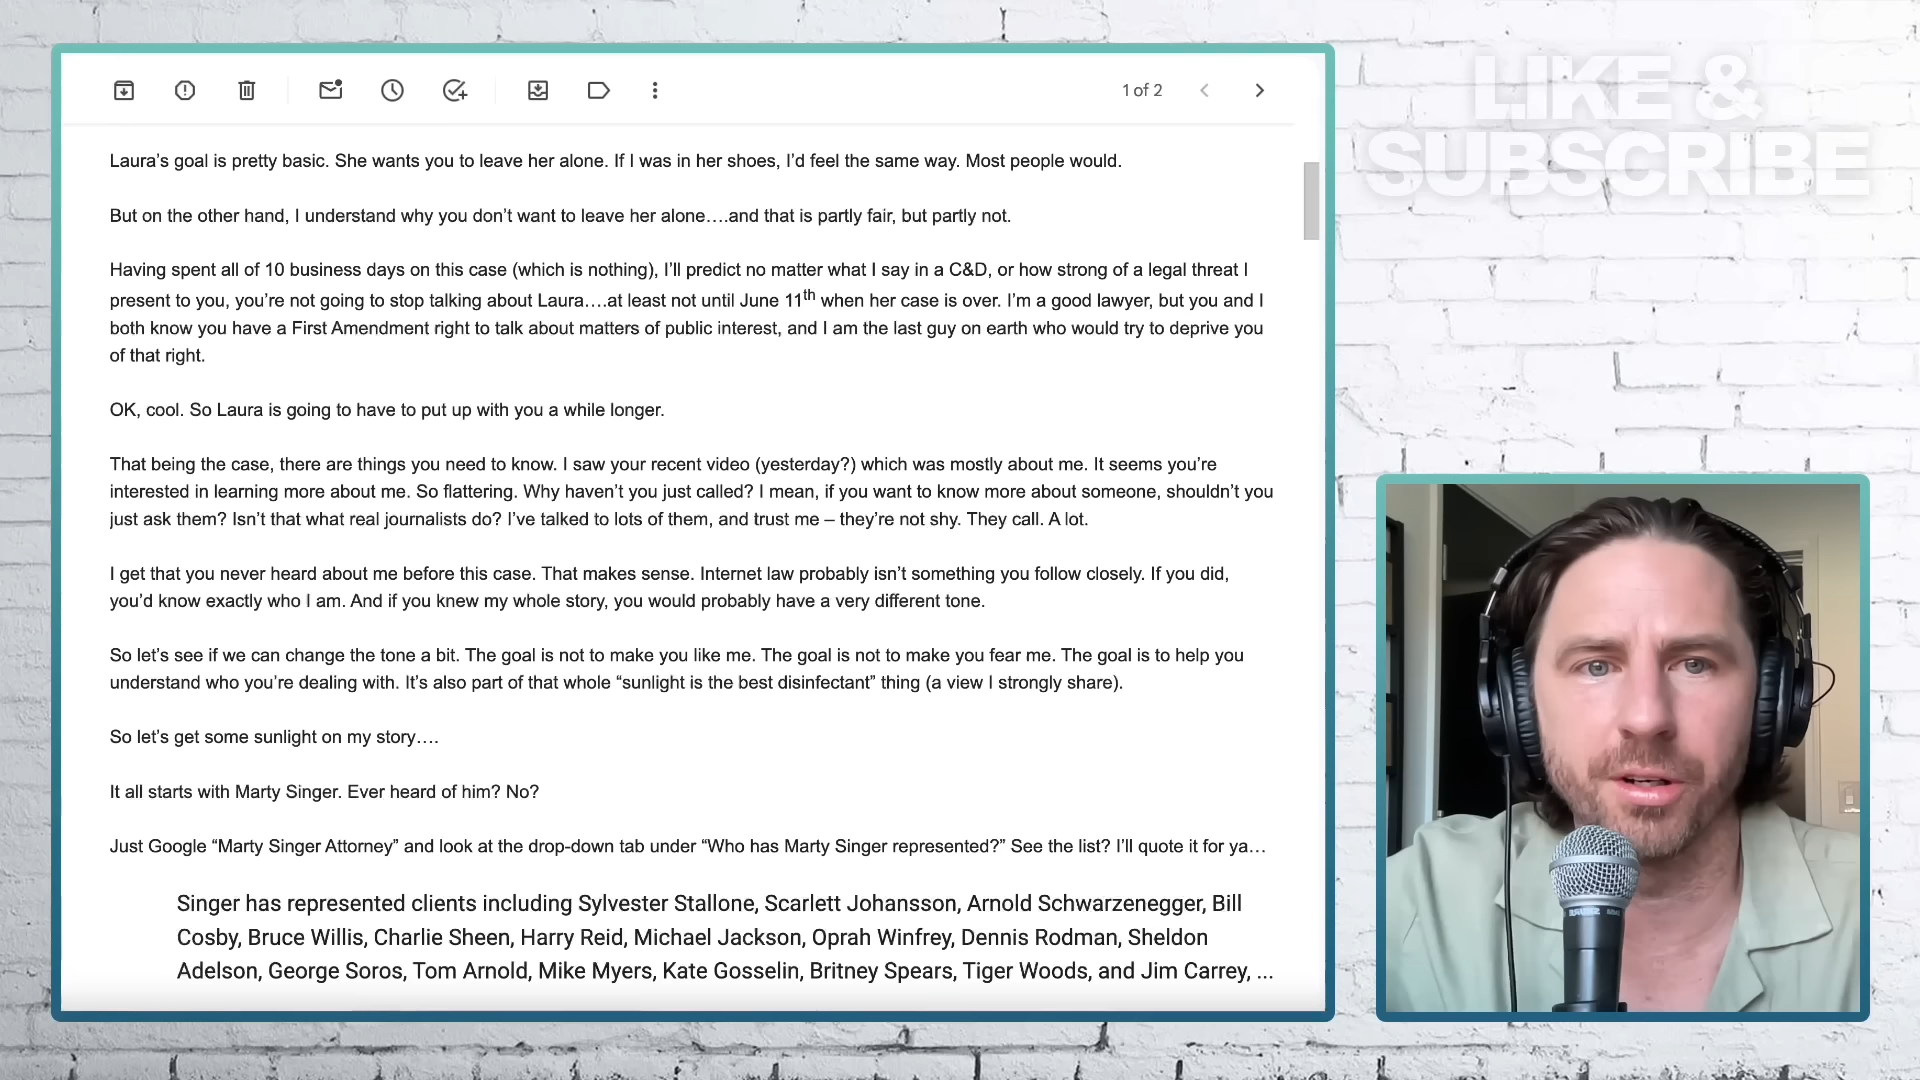 1 of 2
LIKE &
SUBSCRIBE
Laura’s goal is pretty basic. She wants you to leave her alone. If I was in her shoes, I’d feel the same way. Most people would.
But on the other hand, I understand why you don’t want to leave her alone….and that is partly fair, but partly not.
Having spent all of 10 business days on this case (which is nothing), I’ll predict no matter what I say in a C&D, or how strong of a legal threat I
present to you, you’re not going to stop talking about Laura….at least not until June 11th when her case is over. I’m a good lawyer, but you and I
both know you have a First Amendment right to talk about matters of public interest, and I am the last guy on earth who would try to deprive you
of that right.
OK, cool. So Laura is going to have to put up with you a while longer.
That being the case, there are things you need to know. I saw your recent video (yesterday?) which was mostly about me. It seems you’re
interested in learning more about me. So flattering. Why haven’t you just called? I mean, if you want to know more about someone, shouldn’t you
just ask them? Isn’t that what real journalists do? I’ve talked to lots of them, and trust me – they’re not shy. They call. A lot.
I get that you never heard about me before this case. That makes sense. Internet law probably isn’t something you follow closely. If you did,
you’d know exactly who I am. And if you knew my whole story, you would probably have a very different tone.
So let’s see if we can change the tone a bit. The goal is not to make you like me. The goal is not to make you fear me. The goal is to help you
understand who you’re dealing with. It’s also part of that whole “sunlight is the best disinfectant” thing (a view I strongly share).
So let’s get some sunlight on my story….
It all starts with Marty Singer. Ever heard of him? No?
Just Google “Marty Singer Attorney” and look at the drop-down tab under “Who has Marty Singer represented?” See the list? I’ll quote it for ya…
Singer has represented clients including Sylvester Stallone, Scarlett Johansson, Arnold Schwarzenegger, Bill
Cosby, Bruce Willis, Charlie Sheen, Harry Reid, Michael Jackson, Oprah Winfrey, Dennis Rodman, Sheldon
Adelson, George Soros, Tom Arnold, Mike Myers, Kate Gosselin, Britney Spears, Tiger Woods, and Jim Carrey, ...